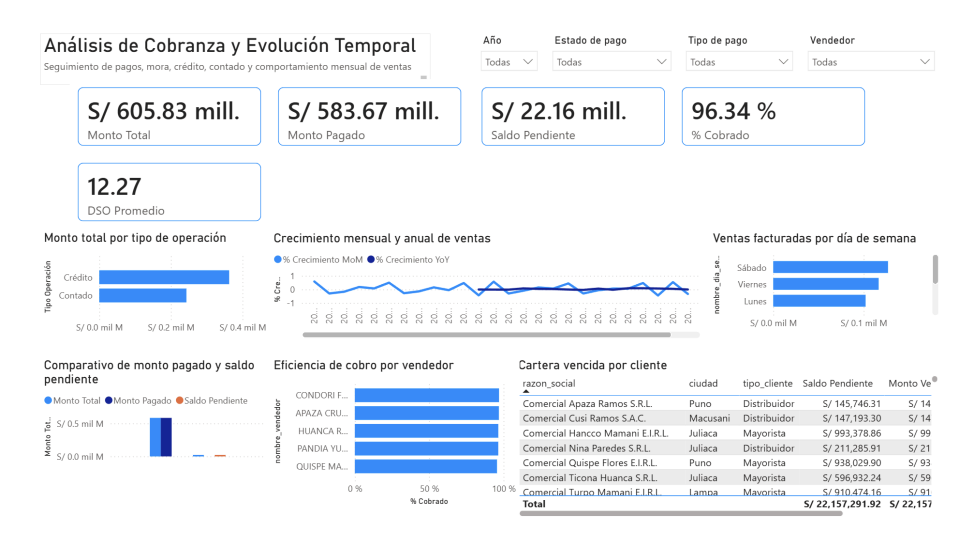 Análisis de Cobranza y Evolución Temporal
Seguimiento de pagos, mora, crédito, contado y comportamiento mensual de ventas
Año
Todas
Estado de pago
Todas
Tipo de pago
Todas
Vendedor
Todas
S/ 605.83 mill.
Monto Total
S/ 583.67 mill.
Monto Pagado
S/ 22.16 mill.
Saldo Pendiente
96.34 %
% Cobrado
12.27
DSO Promedio
Monto total por tipo de operación
Tipo Operación
Crédito
Contado
S/ 0.0 mil M
S/ 0.2 mil M
S/ 0.4 mil M
Crecimiento mensual y anual de ventas
% Crecimiento MoM
% Crecimiento YoY
% Cre...
1
0
-1
20... 20... 20... 20... 20... 20... 20... 20... 20... 20... 20... 20... 20... 20... 20... 20... 20... 20... 20... 20... 20... 20... 20... 20... 20... 20...
Ventas facturadas por día de semana
nombre_dia_se...
Sábado
Viernes
Lunes
S/ 0.0 mil M
S/ 0.1 mil M
Comparativo de monto pagado y saldo
pendiente
Monto Total
Monto Pagado
Saldo Pendiente
Monto Tot...
S/ 0.5 mil M
S/ 0.0 mil M
Eficiencia de cobro por vendedor
nombre_vendedor
CONDORI F...
APAZA CRU...
HUANCA R...
PANDIA YU...
QUISPE MA...
0 %
50 %
100 %
% Cobrado
Cartera vencida por cliente
razon_social ciudad tipo_cliente Saldo Pendiente Monto Ve
Comercial Apaza Ramos S.R.L. Puno Distribuidor S/ 145,746.31 S/ 14
Comercial Cusi Ramos S.A.C. Macusani Distribuidor S/ 147,193.30 S/ 14
Comercial Hancco Mamani E.I.R.L. Juliaca Mayorista S/ 993,378.86 S/ 99
Comercial Nina Paredes S.R.L. Juliaca Distribuidor S/ 211,285.91 S/ 21
Comercial Quispe Flores E.I.R.L. Puno Mayorista S/ 938,029.90 S/ 93
Comercial Ticona Huanca S.R.L. Juliaca Mayorista S/ 596,932.24 S/ 59
Comercial Turpo Mamani E.I.R.L. Lampa Mayorista S/ 910,474.16 S/ 91
Total S/ 22,157,291.92 S/ 22,157